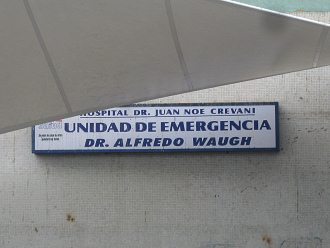 HOSPITAL DR. JUAN NOE CREVANI
UNIDAD DE EMERGENCIA
DR. ALFREDO WAUGH